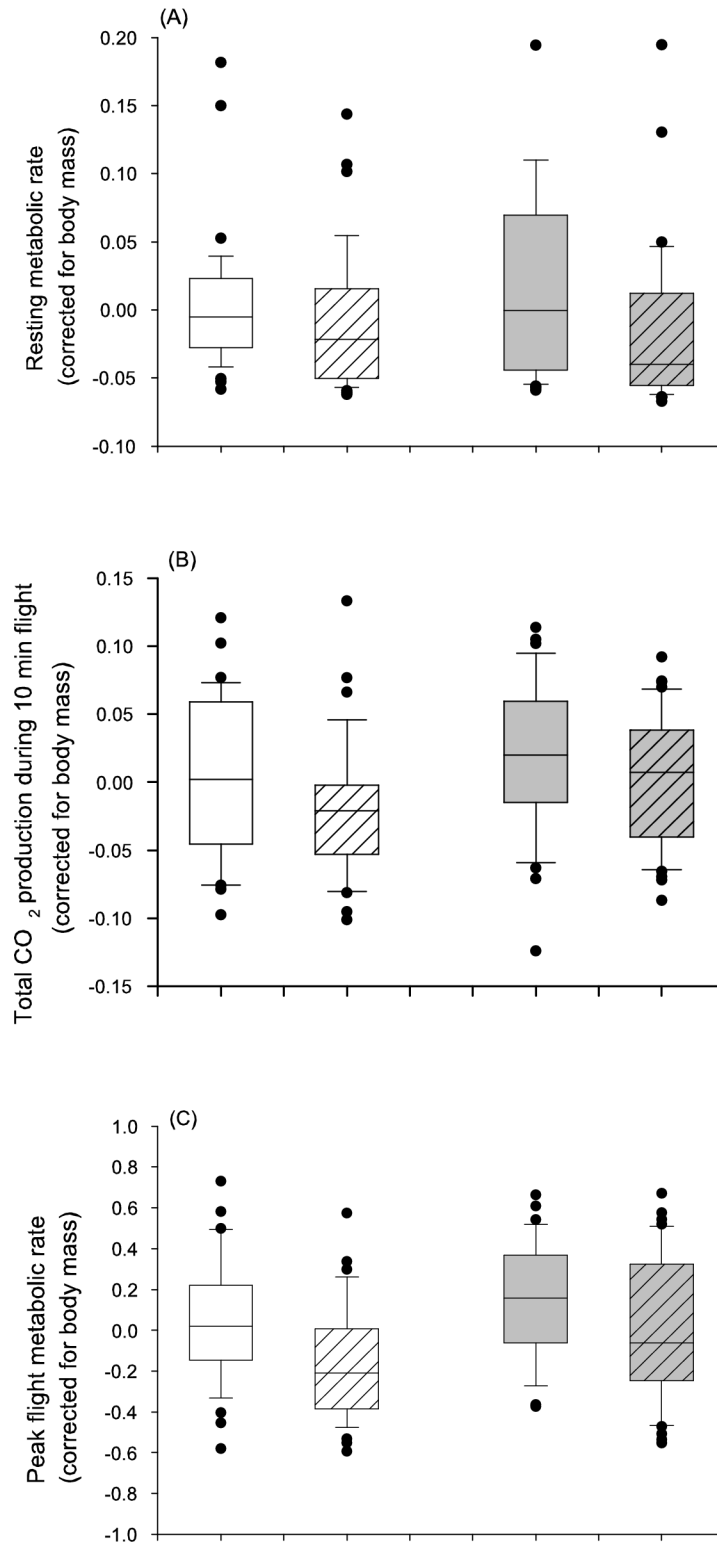 (A)
Resting metabolic rate
(corrected for body mass)
0.20
0.15
0.10
0.05
0.00
-0.05
-0.10
(B)
Total CO 2 production during 10 min flight
(corrected for body mass)
0.15
0.10
0.05
0.00
-0.05
-0.10
-0.15
(C)
Peak flight metabolic rate
(corrected for body mass)
1.0
0.8
0.6
0.4
0.2
0.0
-0.2
-0.4
-0.6
-0.8
-1.0